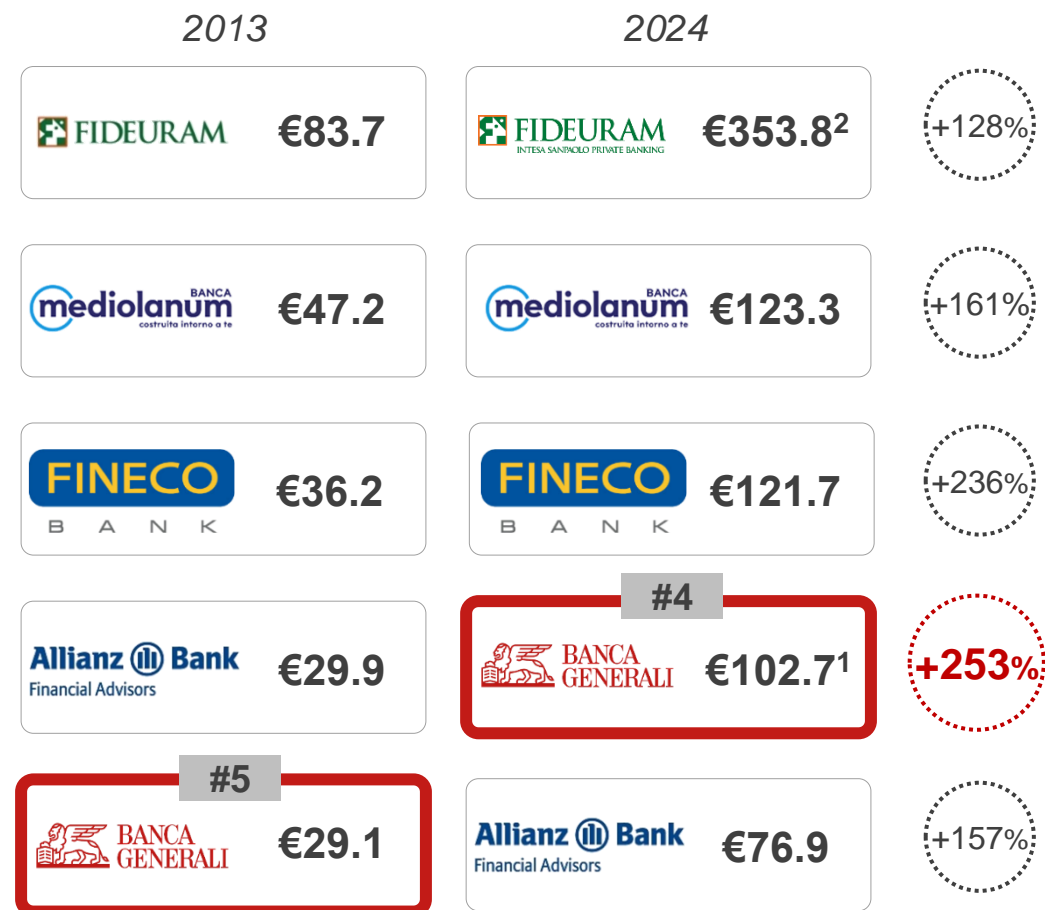 2013 2024
FIDEURAM €83.7 FIDEURAM €353.8² +128%
INTESA SANPAOLO PRIVATE BANKING
BANCA BANCA
mediolanum €47.2 mediolanum €123.3 +161%
costruita intorno a te costruita intorno a te
FINECO €36.2 FINECO €121.7 +236%
BANK BANK
#4
Allianz Bank €29.9 BANCA €102.7¹ +253%
Financial Advisors GENERALI
#5
BANCA €29.1 Allianz Bank €76.9 +157%
GENERALI Financial Advisors